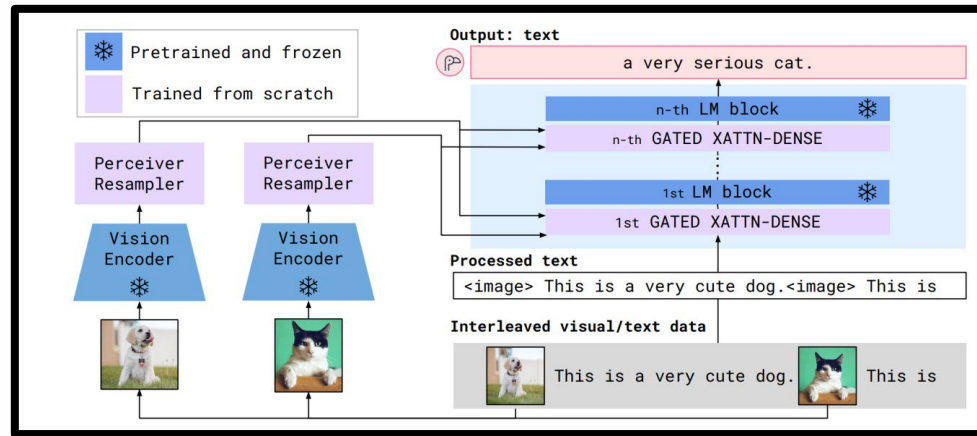 Pretrained and frozen
Trained from scratch
Perceiver
Resampler
Perceiver
Resampler
Vision
Encoder
Vision
Encoder
Output: text
a very serious cat.
n-th LM block
n-th GATED XATTN-DENSE
1st LM block
1st GATED XATTN-DENSE
Processed text
<image> This is a very cute dog.<image> This is
Interleaved visual/text data
This is a very cute dog. This is